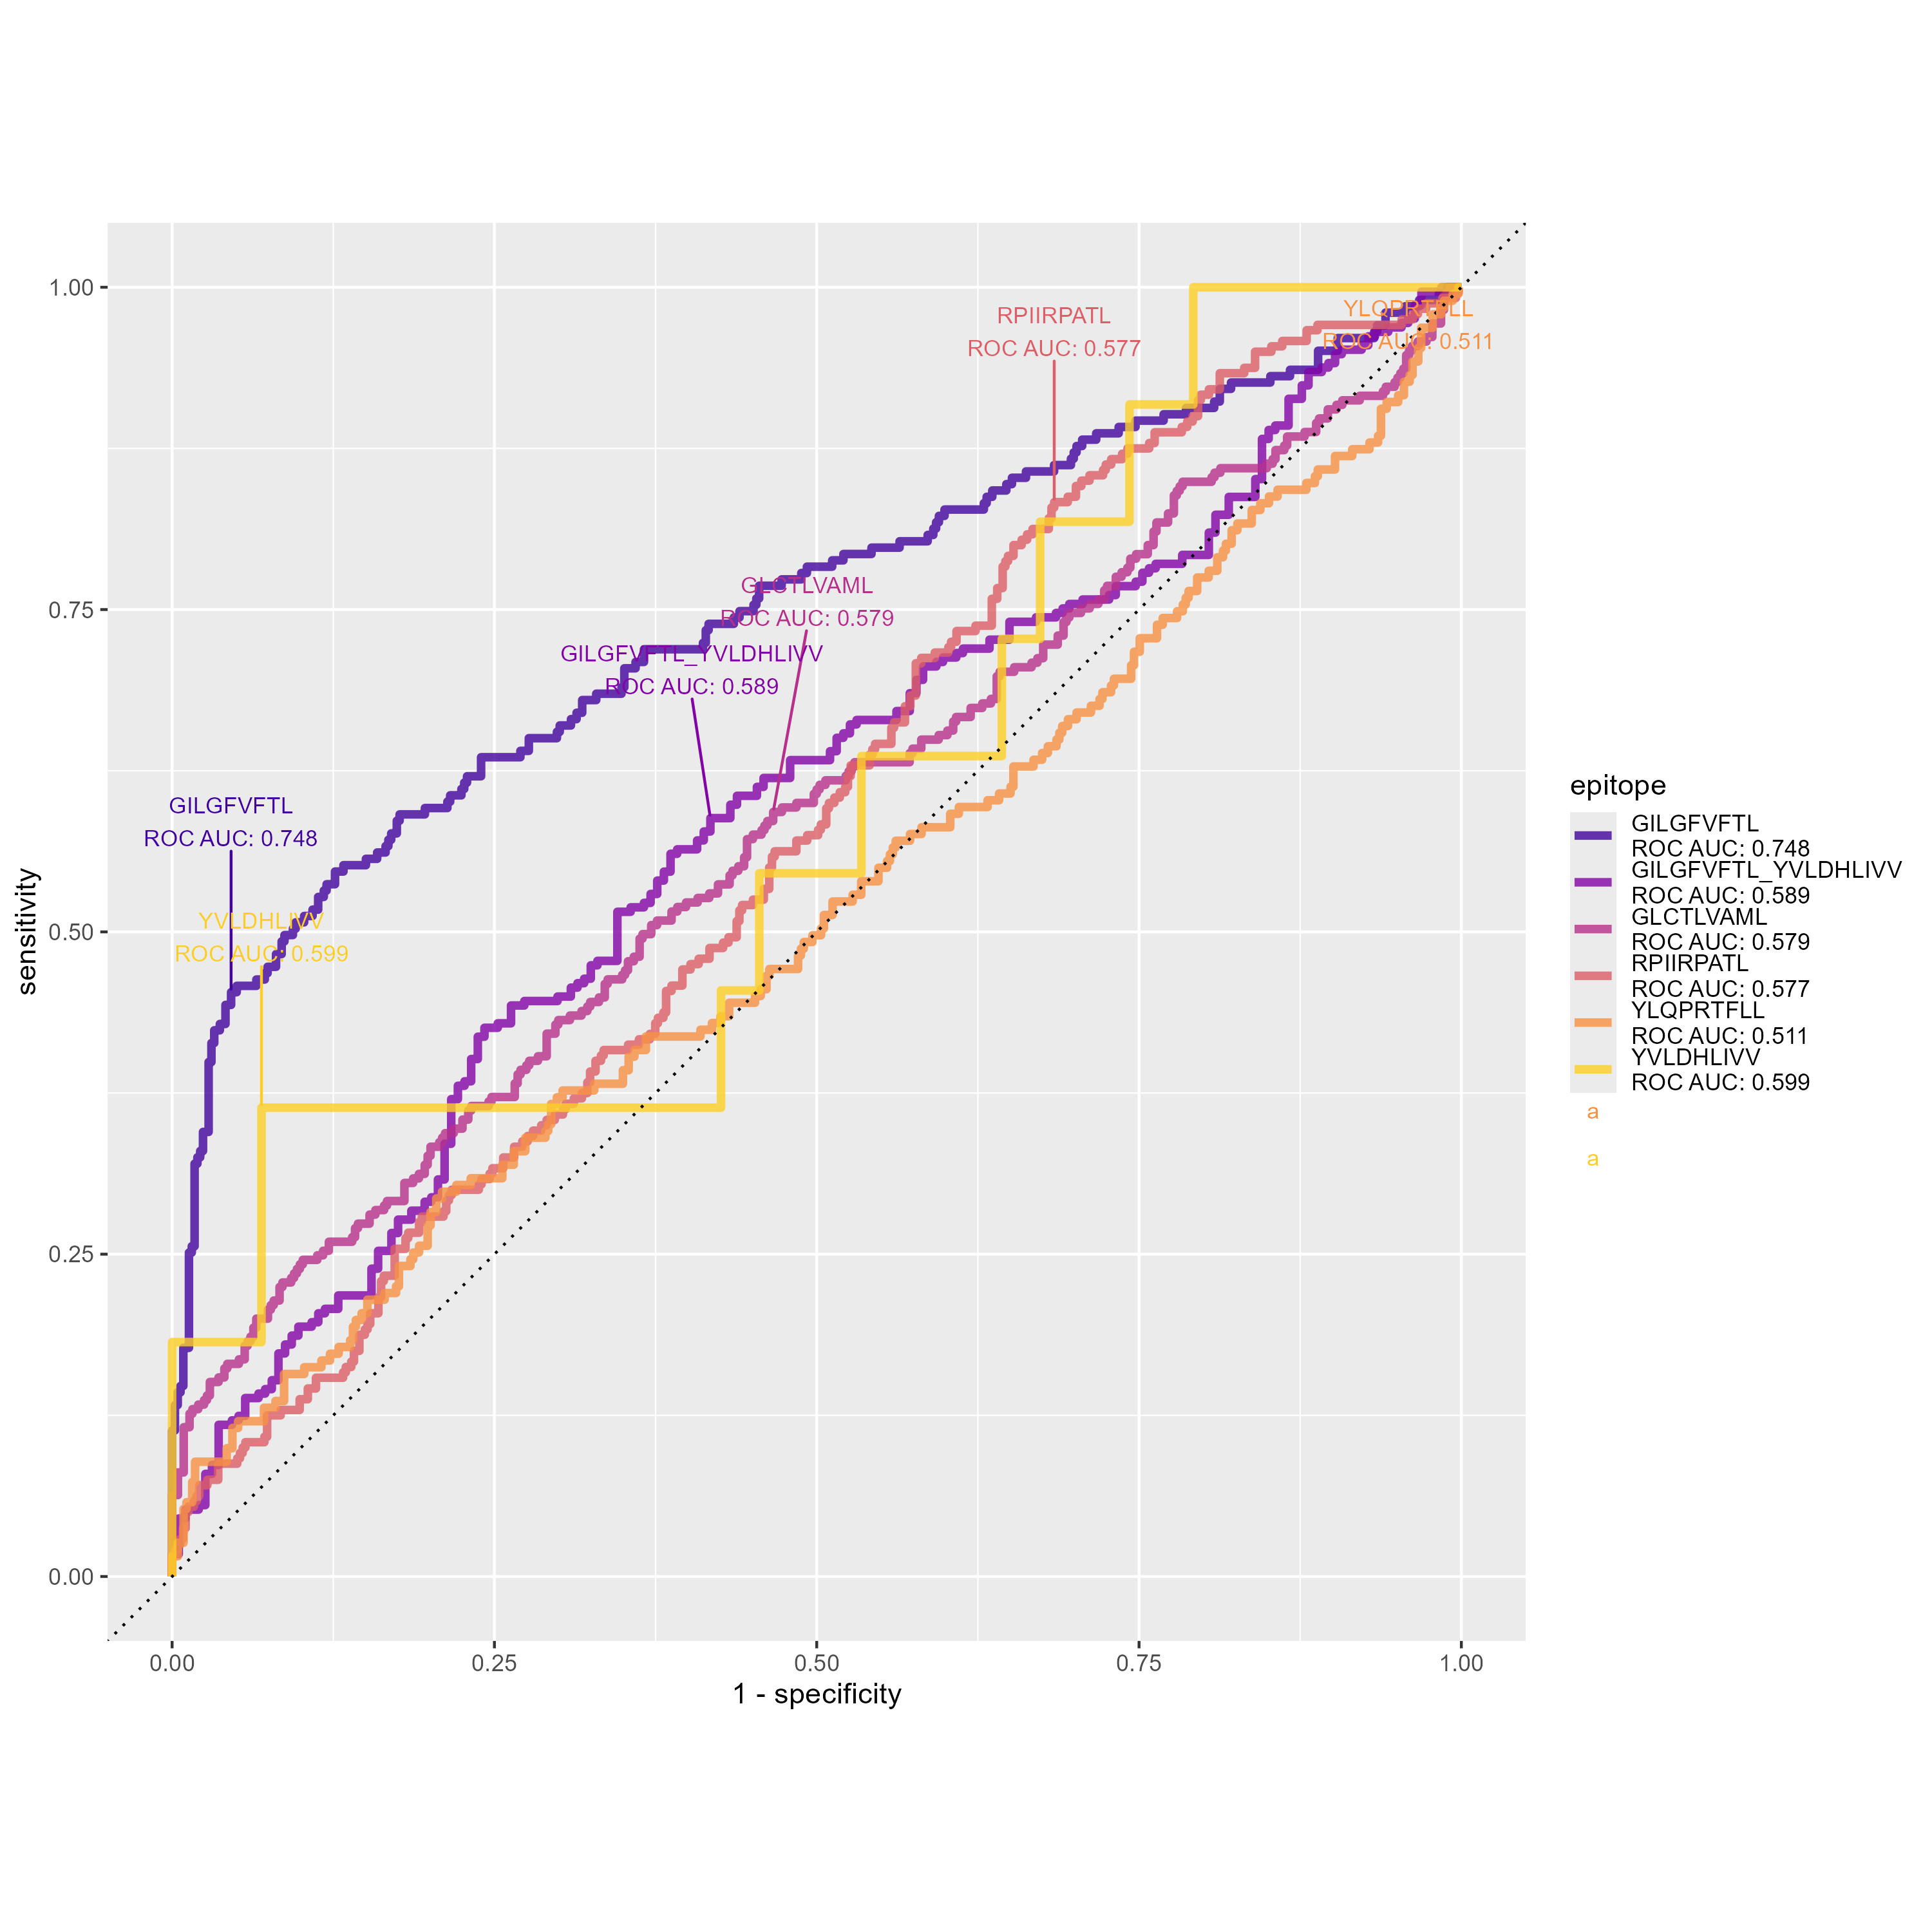 1.00
0.75
0.50
0.25
0.00
sensitivity
RPIIRPATL
ROC AUC: 0.577
YLQPRTFLL
ROC AUC: 0.511
GLCTLVAML
ROC AUC: 0.579
GILGFVFTL_YVLDHLIVV
ROC AUC: 0.589
GILGFVFTL
ROC AUC: 0.748
YVLDHLIVV
ROC AUC: 0.599
0.00
0.25
0.50
0.75
1.00
1 - specificity
epitope
GILGFVFTL
ROC AUC: 0.748
GILGFVFTL_YVLDHLIVV
ROC AUC: 0.589
GLCTLVAML
ROC AUC: 0.579
RPIIRPATL
ROC AUC: 0.577
YLQPRTFLL
ROC AUC: 0.511
YVLDHLIVV
ROC AUC: 0.599
a
a